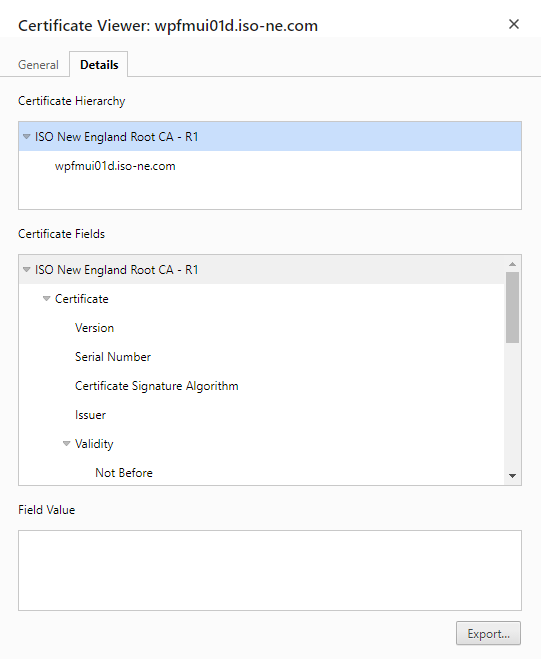 Certificate Viewer: wpfmui01d.iso-ne.com
General
Details
Certificate Hierarchy
ISO New England Root CA - R1
wpfmui01d.iso-ne.com
Certificate Fields
ISO New England Root CA - R1
Certificate
Version
Serial Number
Certificate Signature Algorithm
Issuer
Validity
Not Before
Field Value
Export...